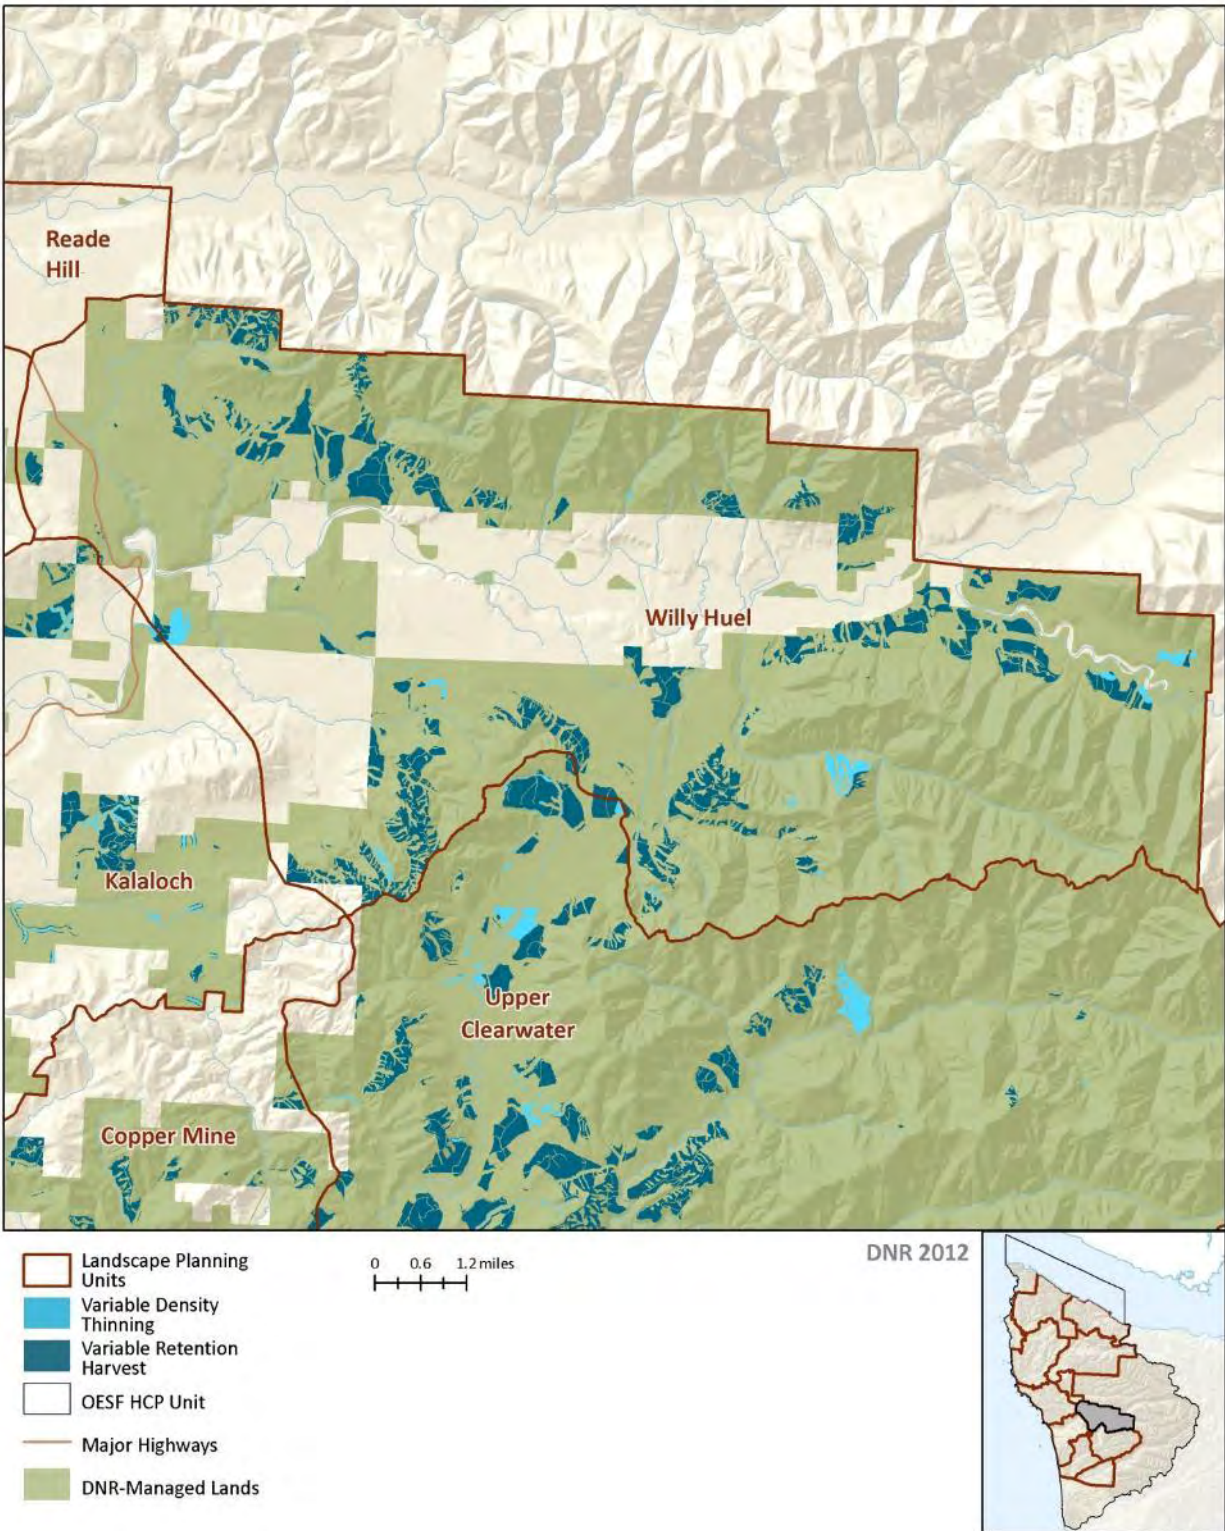 Reade
Hill
Willy Huel
Kalaloch
Upper
Clearwater
Copper Mine
Landscape Planning
Units
Variable Density
Thinning
Variable Retention
Harvest
OESF HCP Unit
Major Highways
DNR-Managed Lands
0 0.6 1.2 miles
DNR 2012